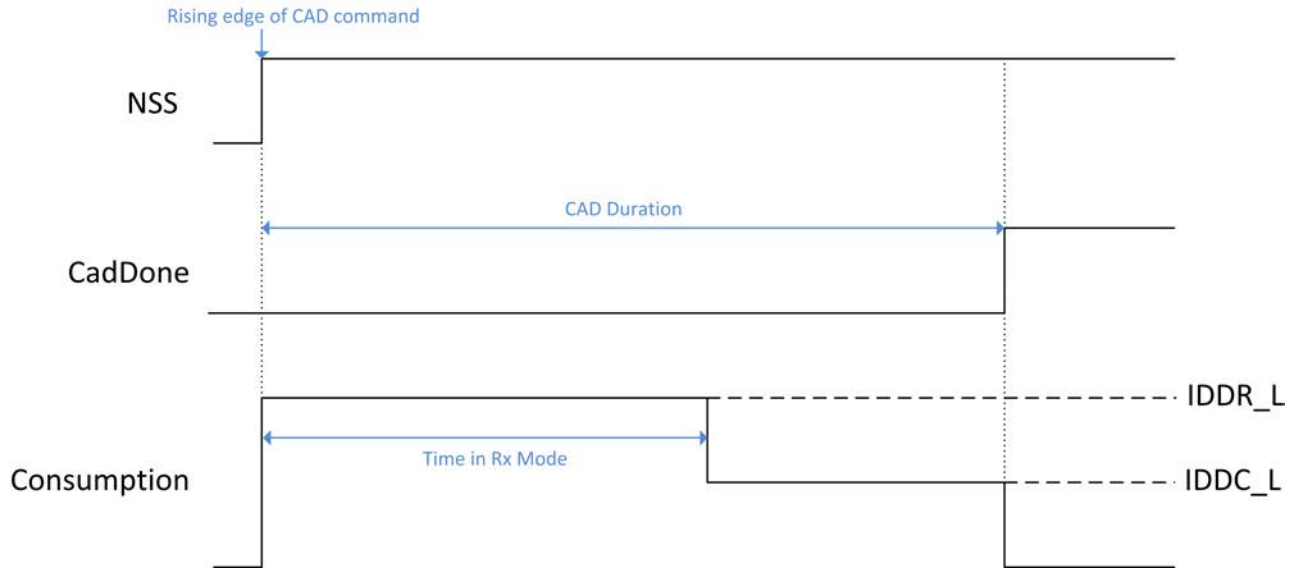 Rising edge of CAD command
NSS
CAD Duration
CadDone
IDDR_L
Time in Rx Mode
Consumption
IDDC_L